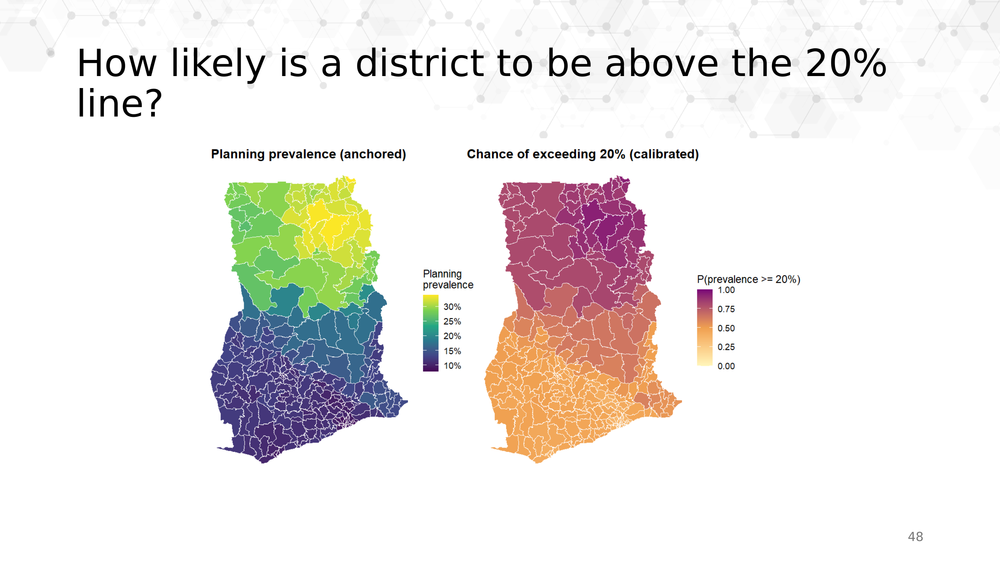 How likely is a district to be above the 20%
line?
Planning prevalence (anchored)
Chance of exceeding 20% (calibrated)
Planning
prevalence
30%
25%
20%
15%
10%
P(prevalence >= 20%)
1.00
0.75
0.50
0.25
0.00
48